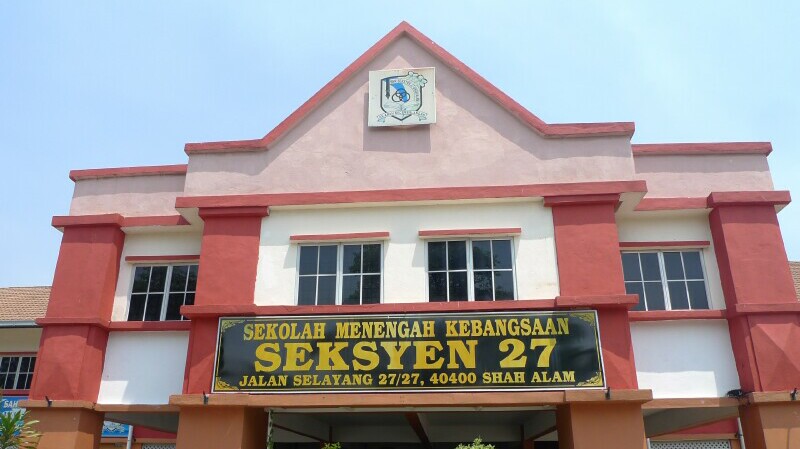 SEKOLAH MENENGAH KEBANGSAAN
SEKSYEN 27
JALAN SELAYANG 27/27, 40400 SHAH ALAM